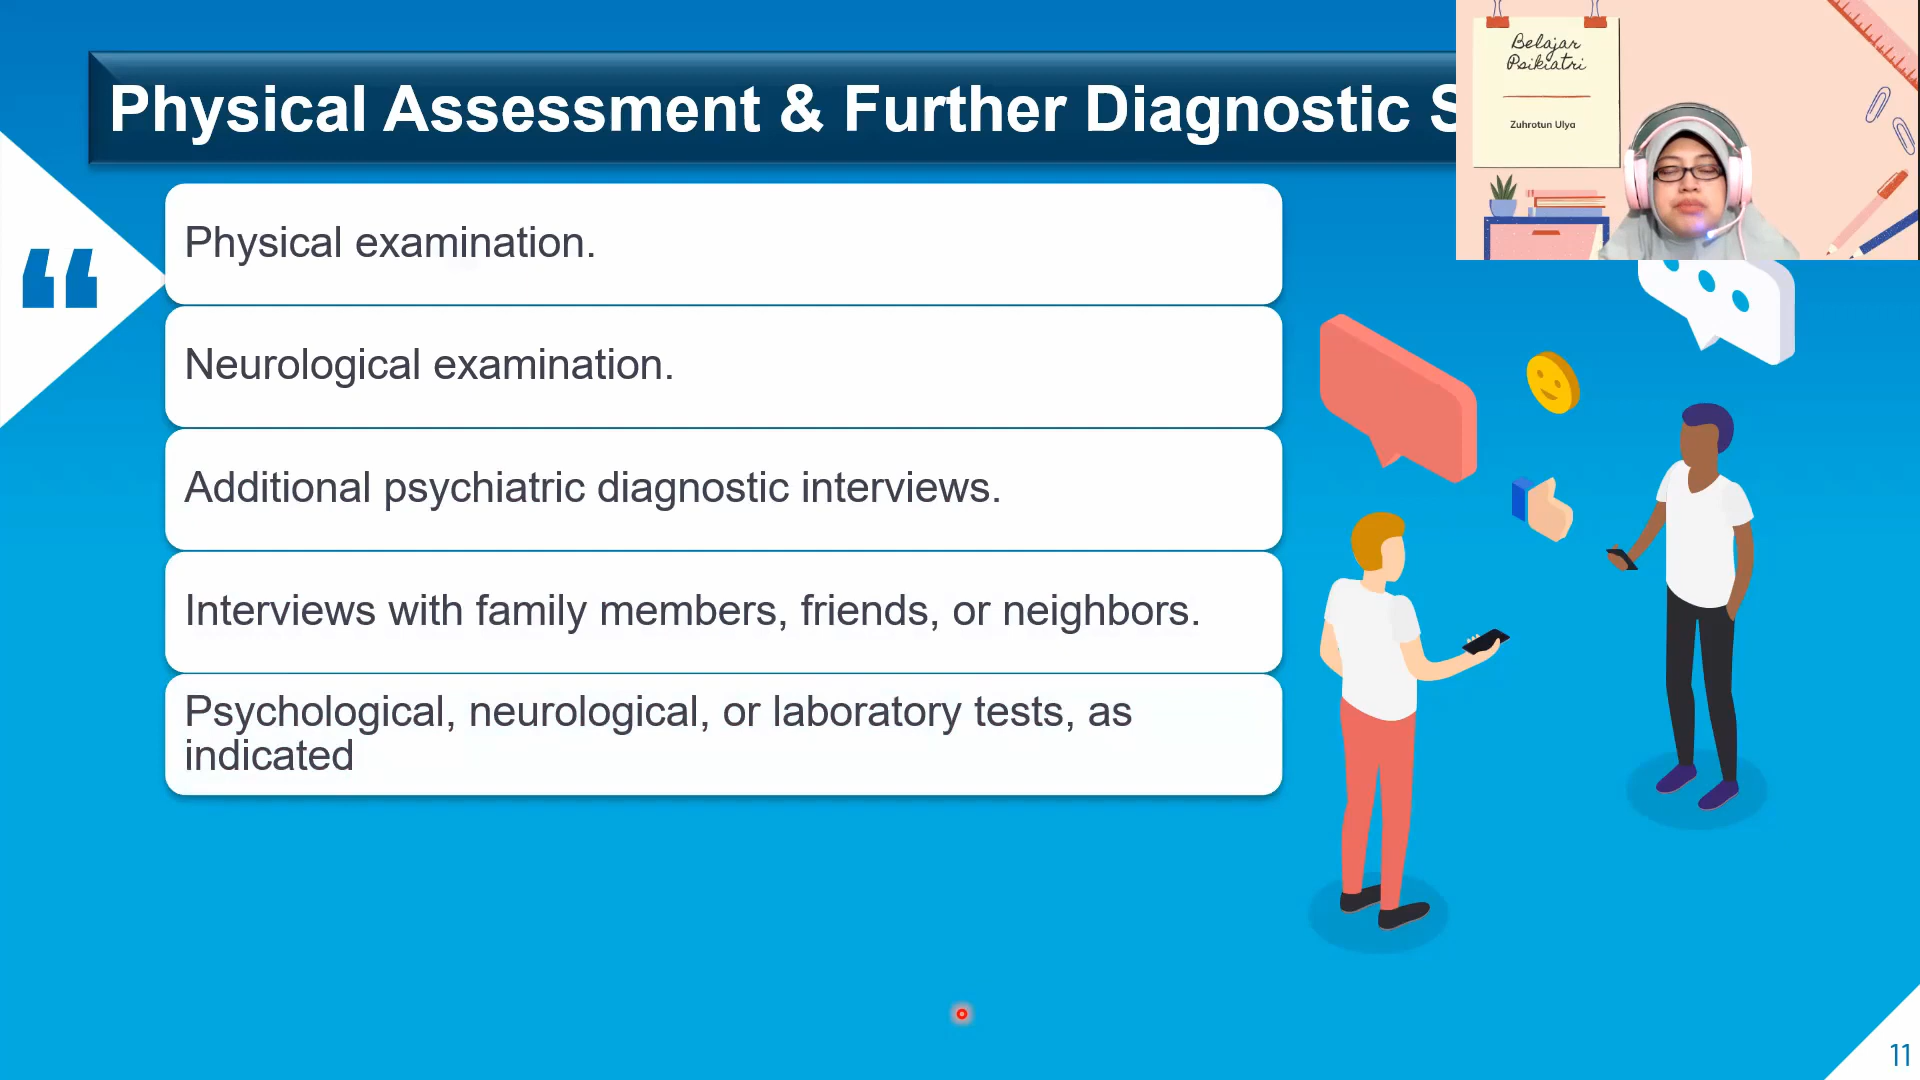 Physical Assessment & Further Diagnostic S
Belajar
Psikiatri
Zuhrotun Ulya
“
Physical examination.
Neurological examination.
Additional psychiatric diagnostic interviews.
Interviews with family members, friends, or neighbors.
Psychological, neurological, or laboratory tests, as
indicated
11